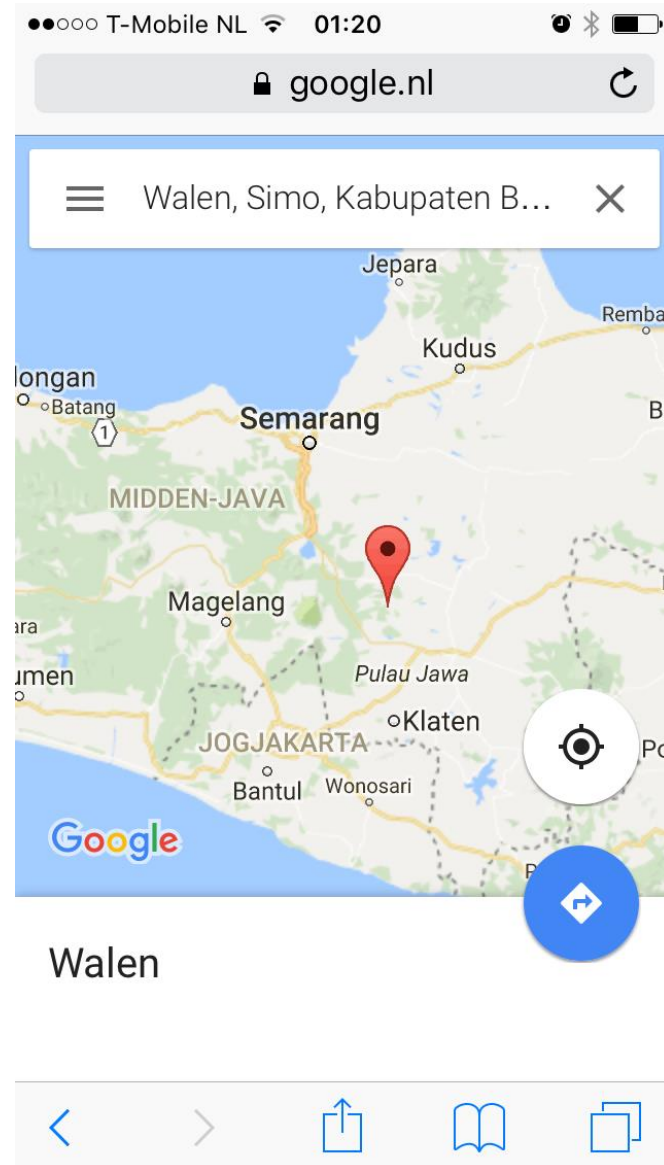 T-Mobile NL 01:20
google.nl
Walen, Simo, Kabupaten B...
Jepara
Remba
Kudus
longan
Batang
1
B
Semarang
MIDDEN-JAVA
Magelang
ara
umen
Pulau Jawa
Klaten
JOGJAKARTA
Po
Bantul
Wonosari
Google
P
Walen